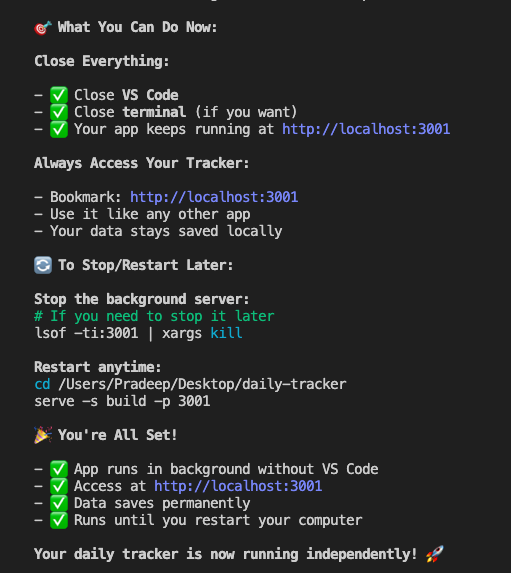 🎯 What You Can Do Now:
Close Everything:
- ✅ Close VS Code
- ✅ Close terminal (if you want)
- ✅ Your app keeps running at http://localhost:3001
Always Access Your Tracker:
- Bookmark: http://localhost:3001
- Use it like any other app
- Your data stays saved locally
🔄 To Stop/Restart Later:
Stop the background server:
# If you need to stop it later
lsof -ti:3001 | xargs kill
Restart anytime:
cd /Users/Pradeep/Desktop/daily-tracker
serve -s build -p 3001
🎉 You're All Set!
- ✅ App runs in background without VS Code
- ✅ Access at http://localhost:3001
- ✅ Data saves permanently
- ✅ Runs until you restart your computer
Your daily tracker is now running independently! 🚀